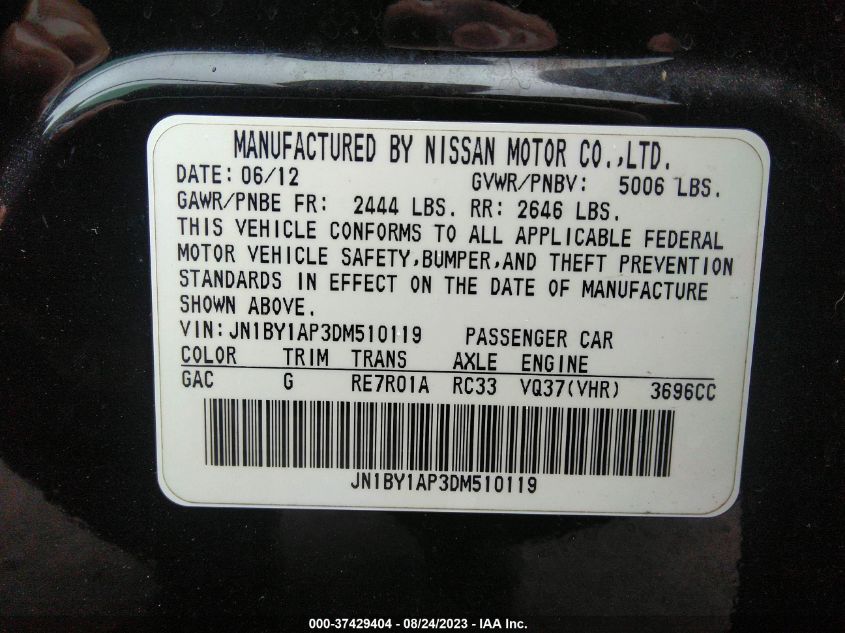 MANUFACTURED BY NISSAN MOTOR CO.,LTD.
DATE: 06/12 GVWR/PNBV: 5006 LBS.
GAWR/PNBE FR: 2444 LBS. RR: 2646 LBS.
THIS VEHICLE CONFORMS TO ALL APPLICABLE FEDERAL
MOTOR VEHICLE SAFETY,BUMPER,AND THEFT PREVENTION
STANDARDS IN EFFECT ON THE DATE OF MANUFACTURE
SHOWN ABOVE.
VIN:JN1BY1AP3DM510119 PASSENGER CAR
COLOR TRIM TRANS AXLE ENGINE
GAC G RE7R01A RC33 VQ37(VHR) 3696CC
JN1BY1AP3DM510119
000-37429404 - 08/24/2023 - IAA Inc.